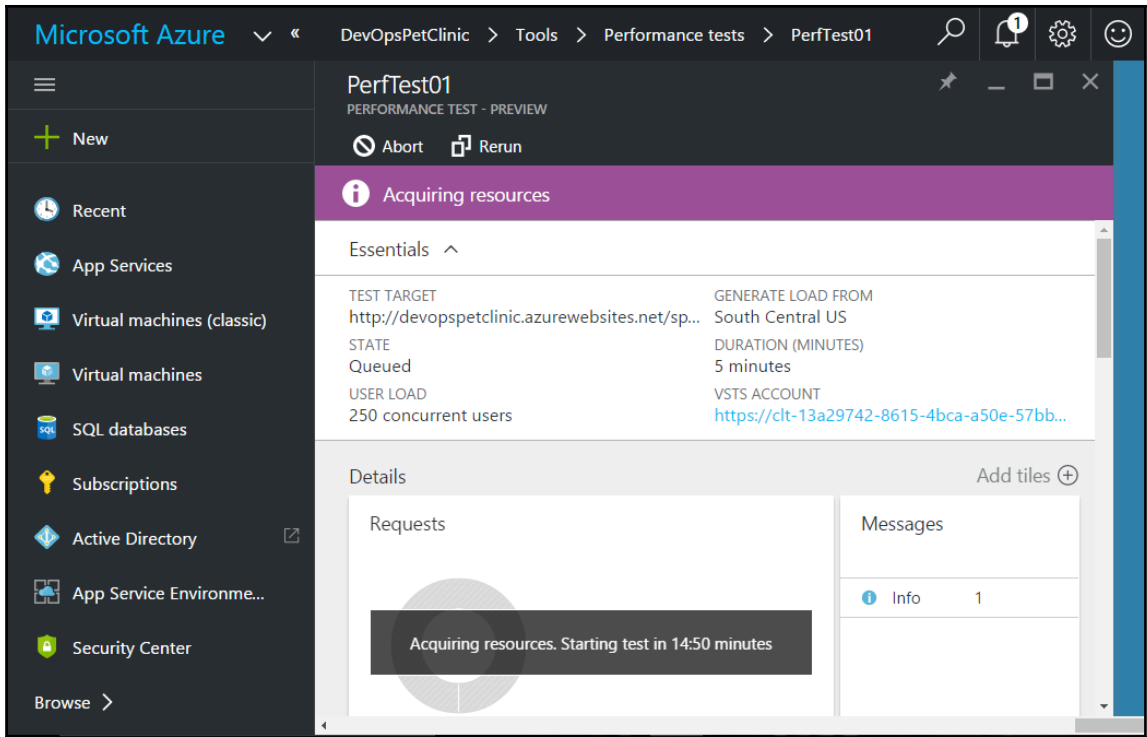 Microsoft Azure
DevOpsPetClinic > Tools > Performance tests > PerfTest01
1
New
Recent
App Services
Virtual machines (classic)
Virtual machines
SQL databases
SQL
Subscriptions
Active Directory
App Service Environme...
Security Center
Browse >
PerfTest01
PERFORMANCE TEST - PREVIEW
Abort Rerun
Acquiring resources
Essentials
TEST TARGET
http://devopspetclinic.azurewebsites.net/sp...
STATE
Queued
USER LOAD
250 concurrent users
GENERATE LOAD FROM
South Central US
DURATION (MINUTES)
5 minutes
VSTS ACCOUNT
https://clt-13a29742-8615-4bca-a50e-57bb...
Details
Add tiles
Requests
Acquiring resources. Starting test in 14:50 minutes
Messages
Info 1